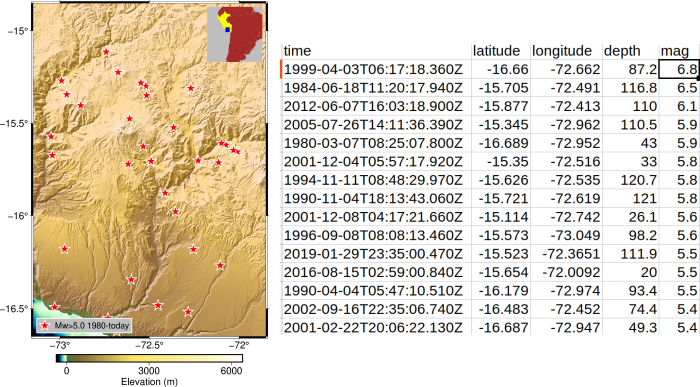 -15°
-15.5°
-16°
-16.5°
Mw>5.0 1980-today
-73° -72.5° -72°
0 3000 6000
Elevation (m)
time latitude longitude depth mag
1999-04-03T06:17:18.360Z -16.66 -72.662 87.2 6.8
1984-06-18T11:20:17.940Z -15.705 -72.491 116.8 6.5
2012-06-07T16:03:18.900Z -15.877 -72.413 110 6.1
2005-07-26T14:11:36.390Z -15.345 -72.962 110.5 5.9
1980-03-07T08:25:07.800Z -16.689 -72.952 43 5.9
2001-12-04T05:57:17.920Z -15.35 -72.516 33 5.8
1994-11-11T08:48:29.970Z -15.626 -72.535 120.7 5.8
1990-11-04T18:13:43.060Z -15.721 -72.619 121 5.8
2001-12-08T04:17:21.660Z -15.114 -72.742 26.1 5.6
1996-09-08T08:08:13.460Z -15.573 -73.049 98.2 5.6
2019-01-29T23:35:00.470Z -15.523 -72.3651 111.9 5.5
2016-08-15T02:59:00.840Z -15.654 -72.0092 20 5.5
1990-04-04T05:47:10.510Z -16.179 -72.974 93.4 5.5
2002-09-16T22:35:06.740Z -16.483 -72.452 74.4 5.4
2001-02-22T20:06:22.130Z -16.687 -72.947 49.3 5.4